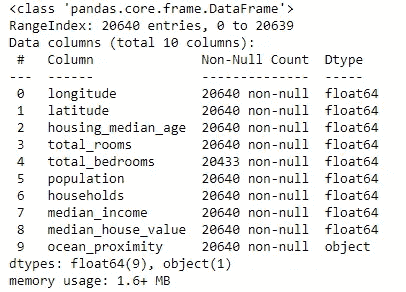 <class 'pandas.core.frame.DataFrame'>
RangeIndex: 20640 entries, 0 to 20639
Data columns (total 10 columns):
 #   Column              Non-Null Count  Dtype
---  ------              --------------  -----
 0   longitude           20640 non-null  float64
 1   latitude            20640 non-null  float64
 2   housing_median_age  20640 non-null  float64
 3   total_rooms         20640 non-null  float64
 4   total_bedrooms      20433 non-null  float64
 5   population          20640 non-null  float64
 6   households          20640 non-null  float64
 7   median_income       20640 non-null  float64
 8   median_house_value  20640 non-null  float64
 9   ocean_proximity     20640 non-null  object
dtypes: float64(9), object(1)
memory usage: 1.6+ MB